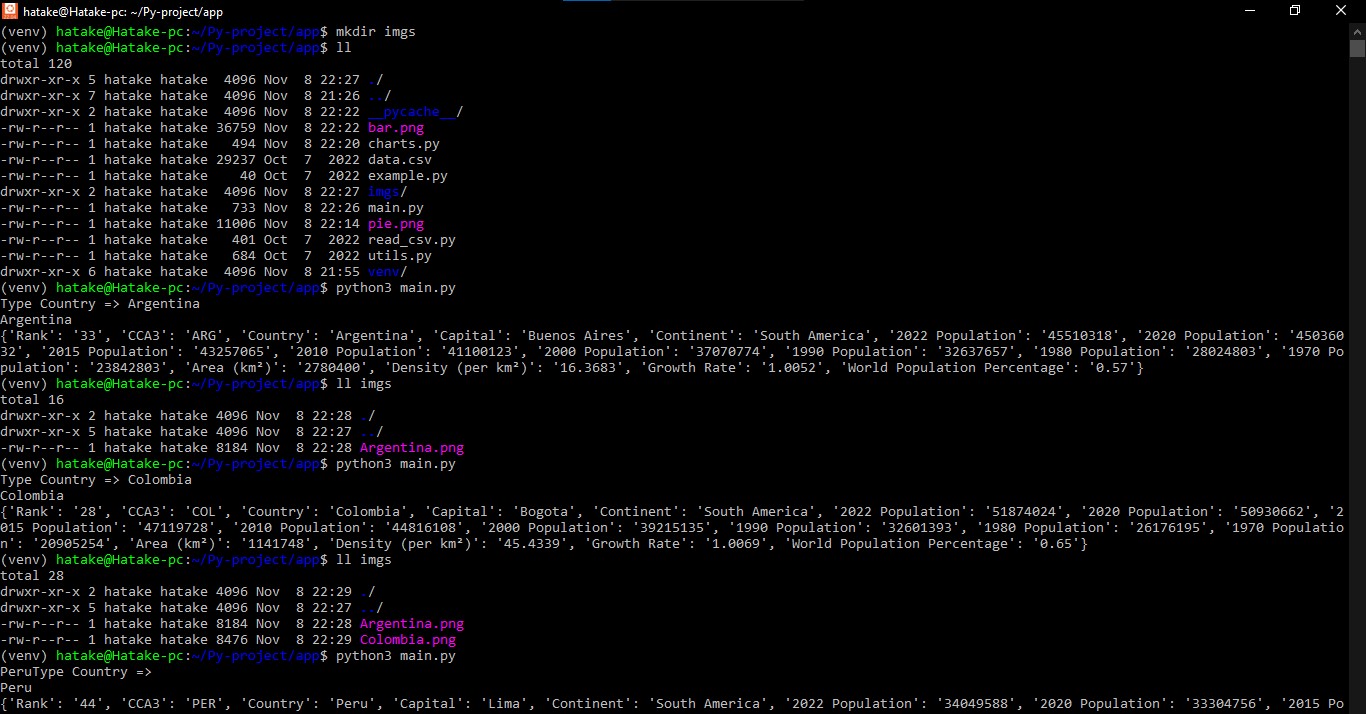 hatake@Hatake-pc: ~/Py-project/app
(venv) hatake@Hatake-pc:~/Py-project/app$ mkdir imgs
(venv) hatake@Hatake-pc:~/Py-project/app$ ll
total 120
drwxr-xr-x 5 hatake hatake  4096 Nov  8 22:27 ./
drwxr-xr-x 7 hatake hatake  4096 Nov  8 21:26 ../
drwxr-xr-x 2 hatake hatake  4096 Nov  8 22:22 __pycache__/
-rw-r--r-- 1 hatake hatake 36759 Nov  8 22:22 bar.png
-rw-r--r-- 1 hatake hatake   494 Nov  8 22:20 charts.py
-rw-r--r-- 1 hatake hatake 29237 Oct  7  2022 data.csv
-rw-r--r-- 1 hatake hatake    40 Oct  7  2022 example.py
drwxr-xr-x 2 hatake hatake  4096 Nov  8 22:27 imgs/
-rw-r--r-- 1 hatake hatake   733 Nov  8 22:26 main.py
-rw-r--r-- 1 hatake hatake 11006 Nov  8 22:14 pie.png
-rw-r--r-- 1 hatake hatake   401 Oct  7  2022 read_csv.py
-rw-r--r-- 1 hatake hatake   684 Oct  7  2022 utils.py
drwxr-xr-x 6 hatake hatake  4096 Nov  8 21:55 venv/
(venv) hatake@Hatake-pc:~/Py-project/app$ python3 main.py
Type Country => Argentina
Argentina
{'Rank': '33', 'CCA3': 'ARG', 'Country': 'Argentina', 'Capital': 'Buenos Aires', 'Continent': 'South America', '2022 Population': '45510318', '2020 Population': '450360
32', '2015 Population': '43257065', '2010 Population': '41100123', '2000 Population': '37070774', '1990 Population': '32637657', '1980 Population': '28024803', '1970 Po
pulation': '23842803', 'Area (km²)': '2780400', 'Density (per km²)': '16.3683', 'Growth Rate': '1.0052', 'World Population Percentage': '0.57'}
(venv) hatake@Hatake-pc:~/Py-project/app$ ll imgs
total 16
drwxr-xr-x 2 hatake hatake 4096 Nov  8 22:28 ./
drwxr-xr-x 5 hatake hatake 4096 Nov  8 22:27 ../
-rw-r--r-- 1 hatake hatake 8184 Nov  8 22:28 Argentina.png
(venv) hatake@Hatake-pc:~/Py-project/app$ python3 main.py
Type Country => Colombia
Colombia
{'Rank': '28', 'CCA3': 'COL', 'Country': 'Colombia', 'Capital': 'Bogota', 'Continent': 'South America', '2022 Population': '51874024', '2020 Population': '50930662', '2
015 Population': '47119728', '2010 Population': '44816108', '2000 Population': '39215135', '1990 Population': '32601393', '1980 Population': '26176195', '1970 Populatio
n': '20905254', 'Area (km²)': '1141748', 'Density (per km²)': '45.4339', 'Growth Rate': '1.0069', 'World Population Percentage': '0.65'}
(venv) hatake@Hatake-pc:~/Py-project/app$ ll imgs
total 28
drwxr-xr-x 2 hatake hatake 4096 Nov  8 22:29 ./
drwxr-xr-x 5 hatake hatake 4096 Nov  8 22:27 ../
-rw-r--r-- 1 hatake hatake 8184 Nov  8 22:28 Argentina.png
-rw-r--r-- 1 hatake hatake 8476 Nov  8 22:29 Colombia.png
(venv) hatake@Hatake-pc:~/Py-project/app$ python3 main.py
PeruType Country =>
Peru
{'Rank': '44', 'CCA3': 'PER', 'Country': 'Peru', 'Capital': 'Lima', 'Continent': 'South America', '2022 Population': '34049588', '2020 Population': '33304756', '2015 Po